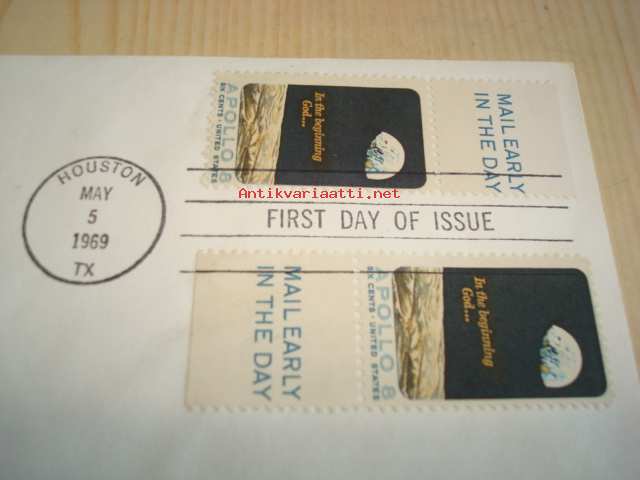 HOUSTON
MAY
5
1969
TX
FIRST DAY OF ISSUE
Antikvariaatti.net
In the beginning
God...
APOLLO 8
SIX CENTS · UNITED STATES
MAIL EARLY
IN THE DAY
In the beginning
God...
APOLLO 8
SIX CENTS · UNITED STATES
MAIL EARLY
IN THE DAY